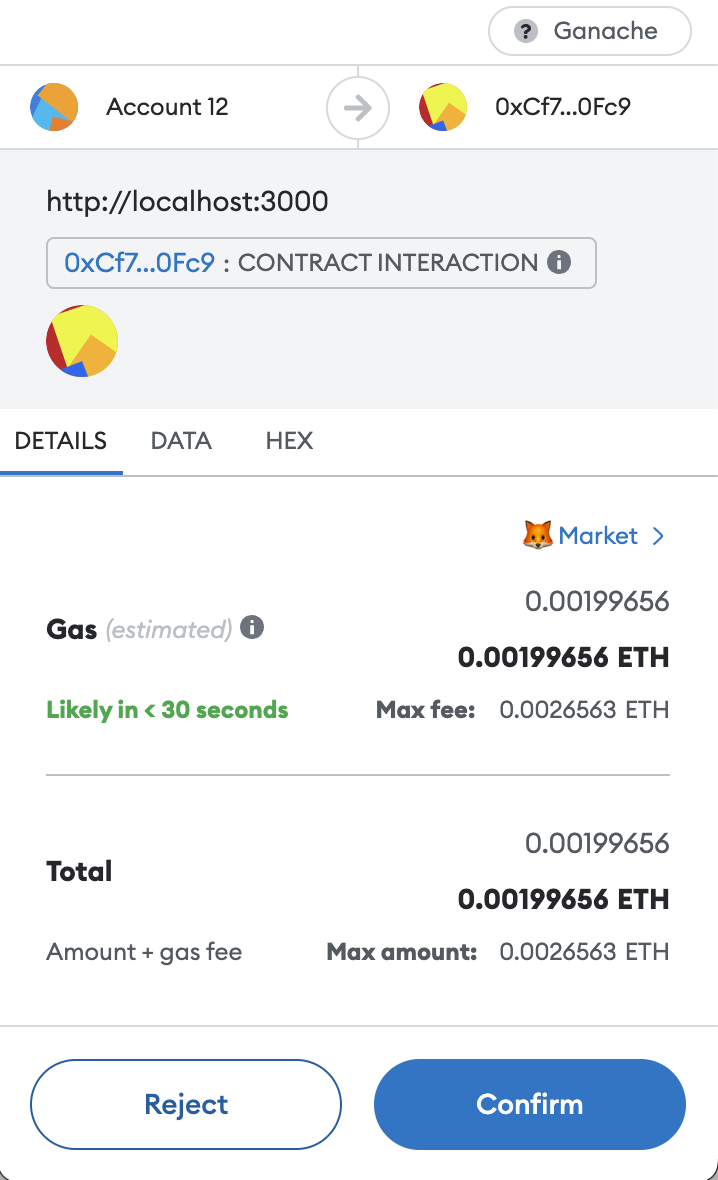 ? Ganache
Account 12
0xCf7...0Fc9
http://localhost:3000
0xCf7...0Fc9 : CONTRACT INTERACTION i
DETAILS DATA HEX
Market >
0.00199656
Gas (estimated) i
0.00199656 ETH
Likely in < 30 seconds Max fee: 0.0026563 ETH
0.00199656
Total
0.00199656 ETH
Amount + gas fee Max amount: 0.0026563 ETH
Reject Confirm